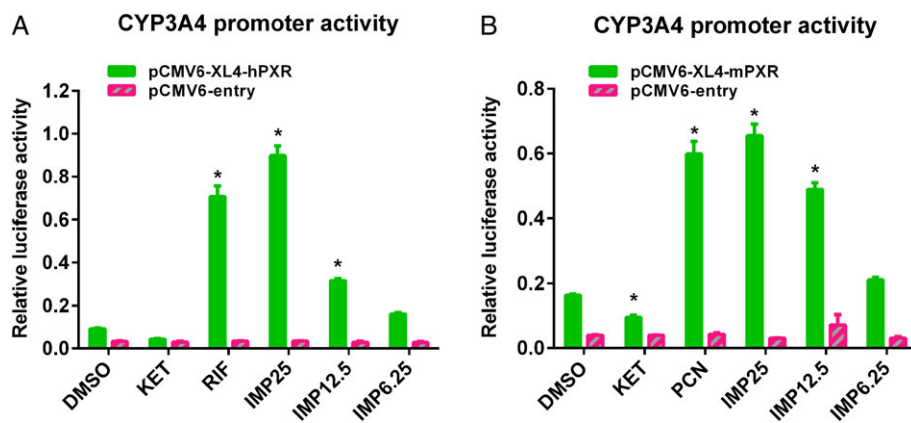 A
CYP3A4 promoter activity
pCMV6-XL4-hPXR
pCMV6-entry
Relative luciferase activity
1.2
1.0
0.8
0.6
0.4
0.2
0.0
*
*
*
DMSO
KET
RIF
IMP25
IMP12.5
IMP6.25
B
CYP3A4 promoter activity
pCMV6-XL4-mPXR
pCMV6-entry
Relative luciferase activity
0.8
0.6
0.4
0.2
0.0
*
*
*
*
DMSO
KET
PCN
IMP25
IMP12.5
IMP6.25